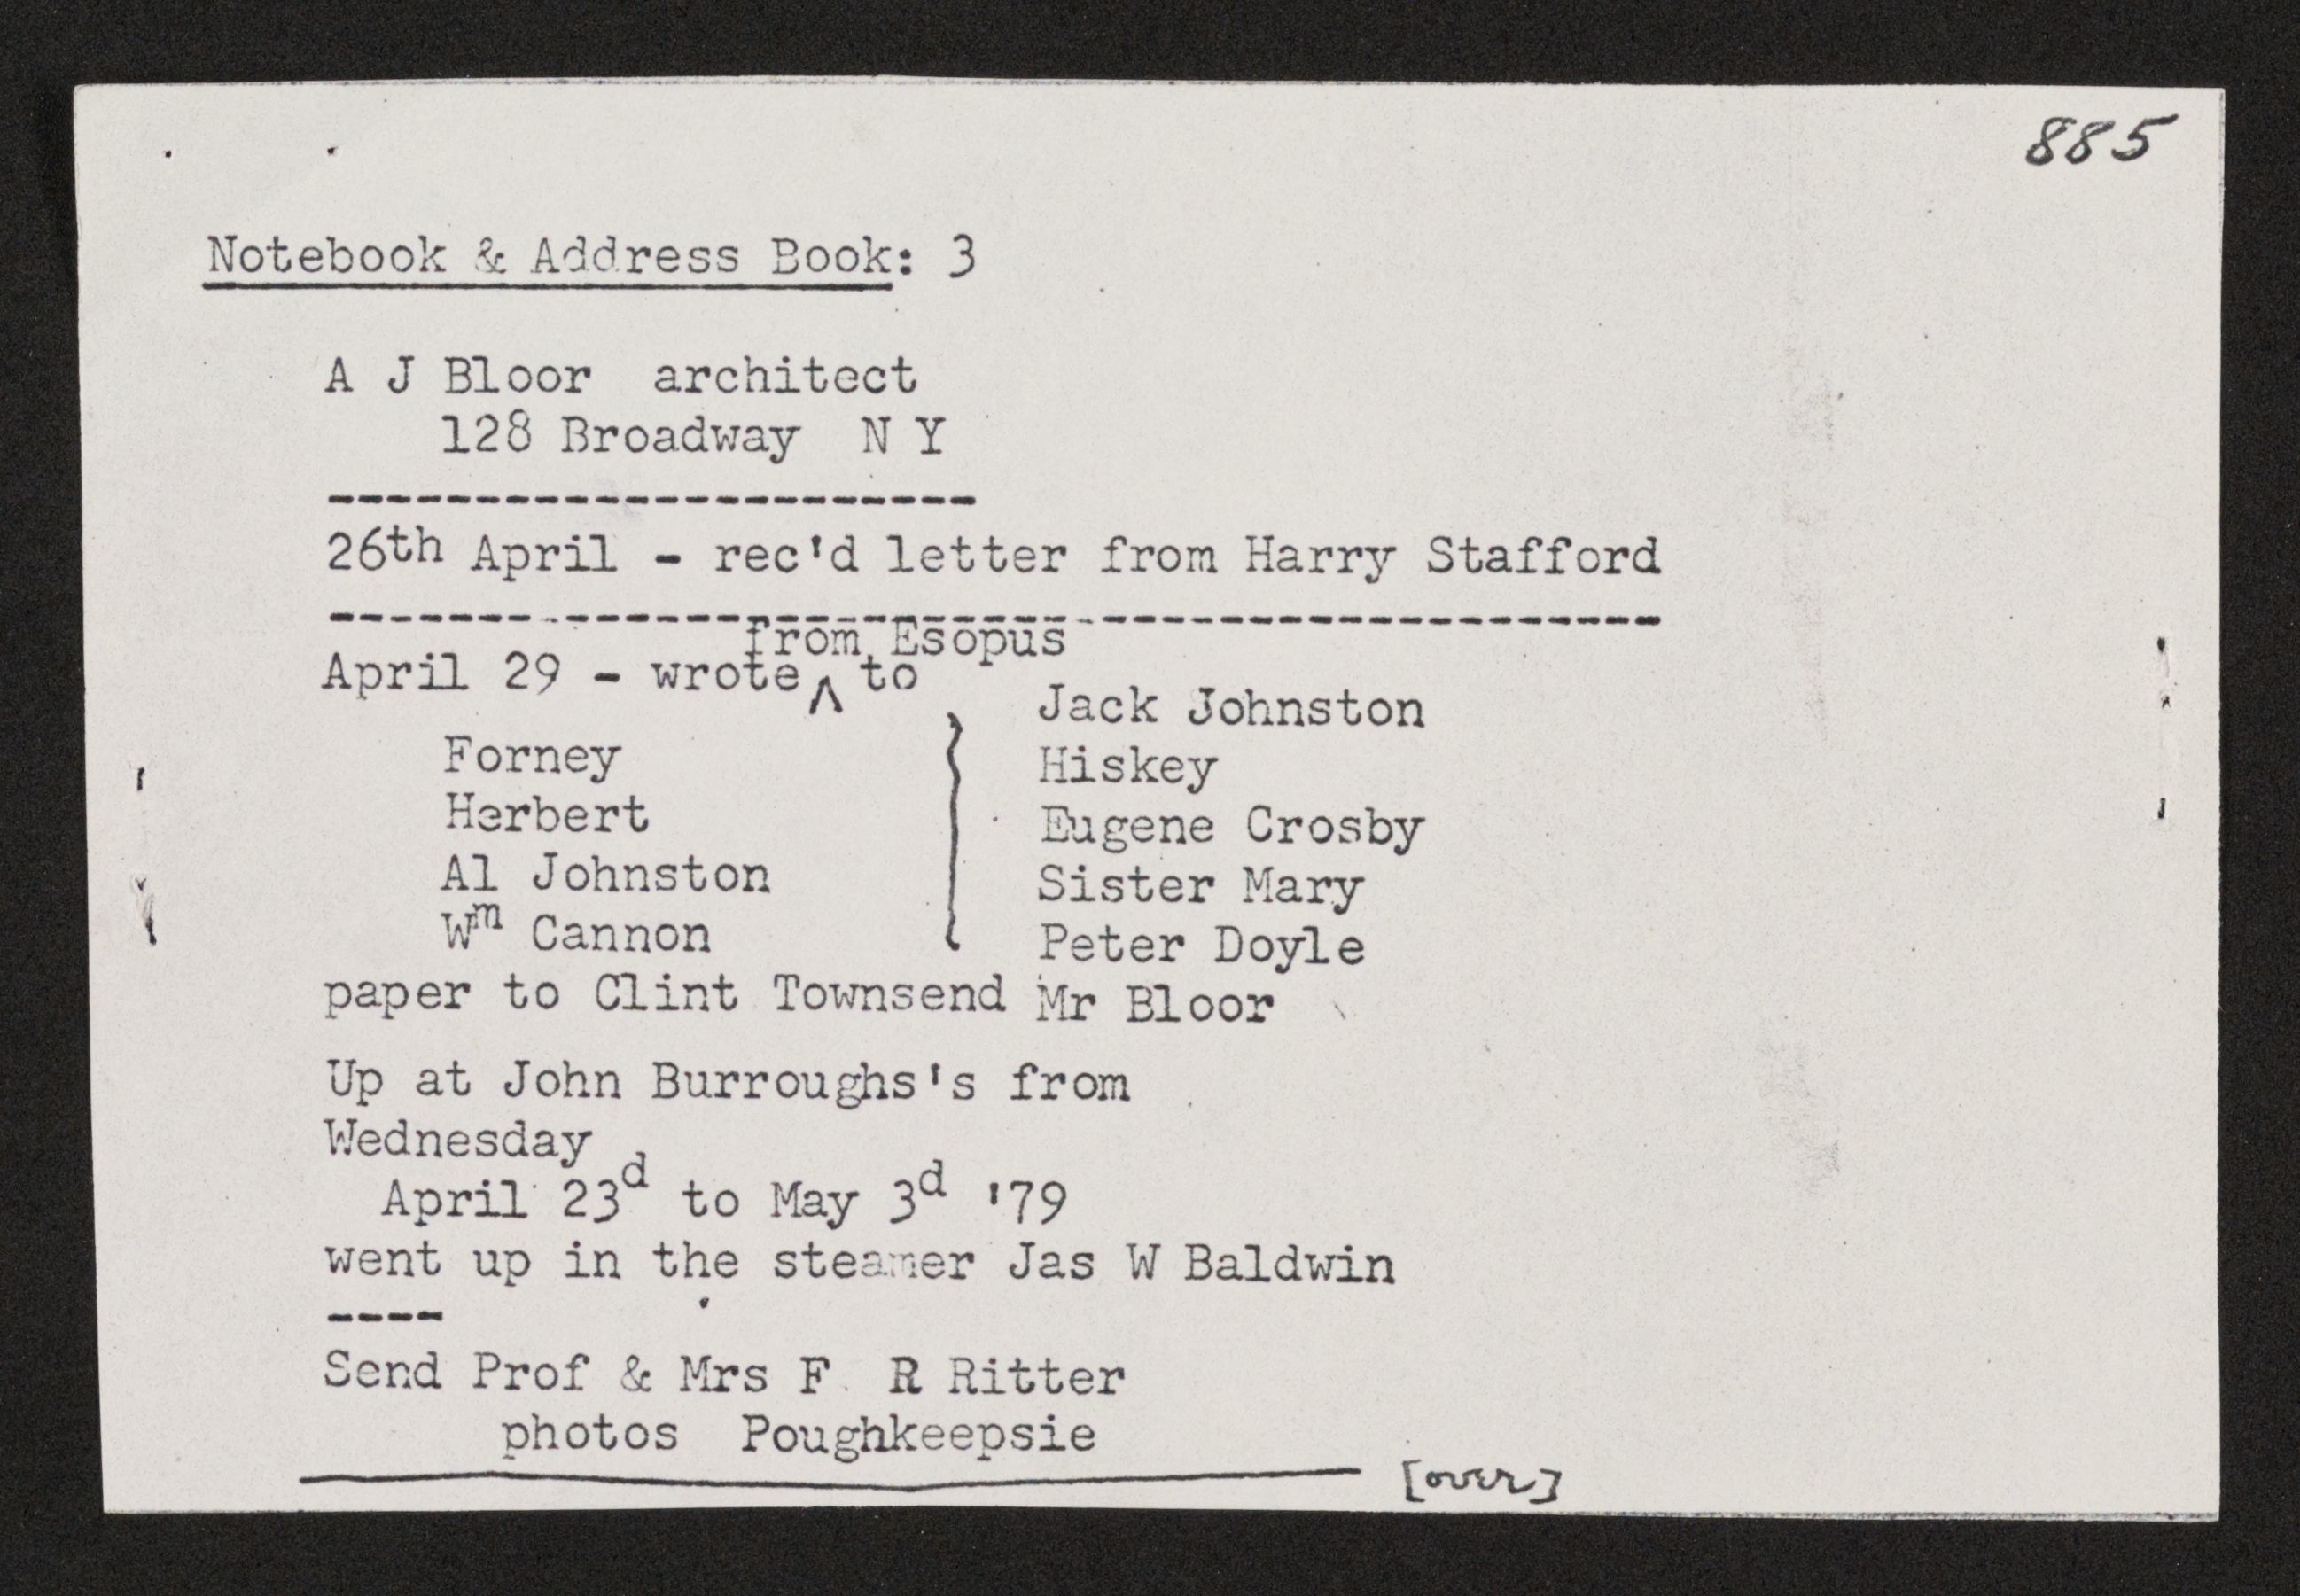 885
Notebook & Address Book: 3
A J Bloor architect
128 Broadway N Y
-----------------------
26th April - rec'd letter from Harry Stafford
---------------------------------------------
from Esopus
April 29 - wrote ^ to
Forney
Herbert
Al Johnston
Wm Cannon
paper to Clint Townsend
Jack Johnston
Hiskey
Eugene Crosby
Sister Mary
Peter Doyle
Mr Bloor
Up at John Burroughs's from
Wednesday
April 23d to May 3d '79
went up in the steamer Jas W Baldwin
----
Send Prof & Mrs F R Ritter
photos Poughkeepsie
[over]